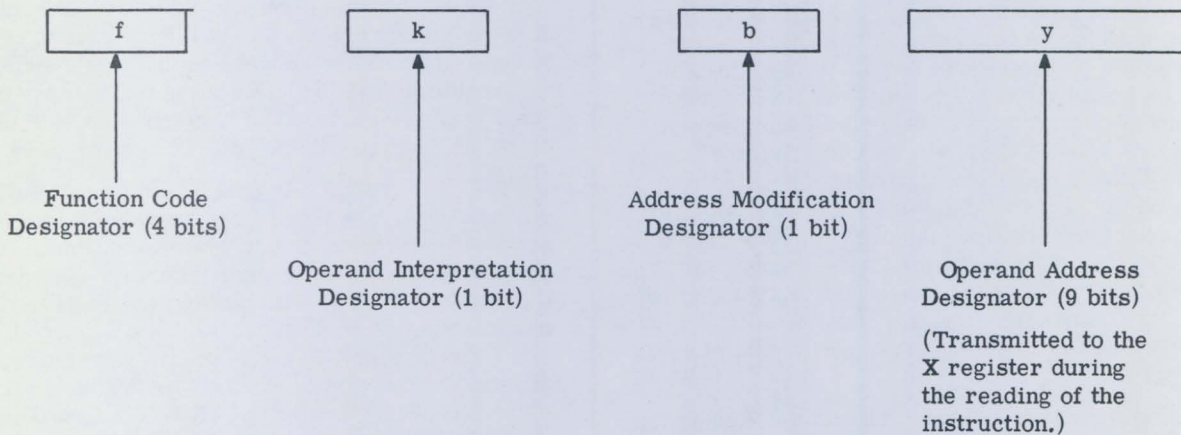 f
k
b
y
Function Code
Designator (4 bits)
Operand Interpretation
Designator (1 bit)
Address Modification
Designator (1 bit)
Operand Address
Designator (9 bits)
(Transmitted to the
X register during
the reading of the
instruction.)